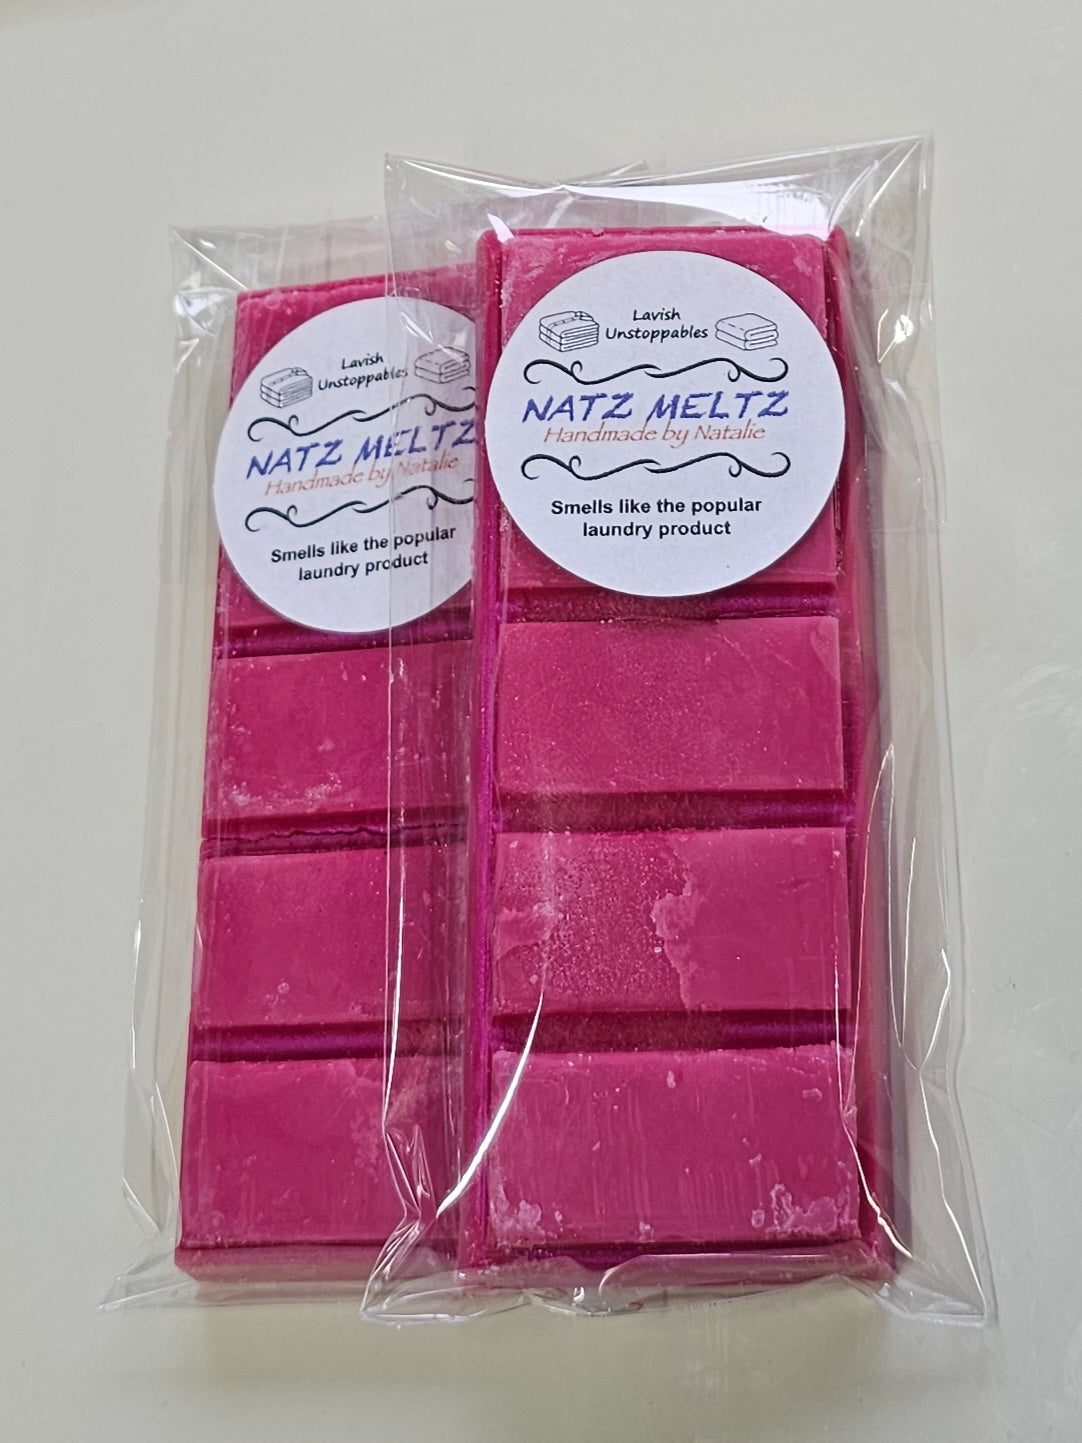 Lavish
Unstoppables
NATZ MELTZ
Handmade by Natalie
Smells like the popular
laundry product
Lavish
Unstoppables
NATZ MELTZ
Handmade by Natalie
Smells like the popular
laundry product